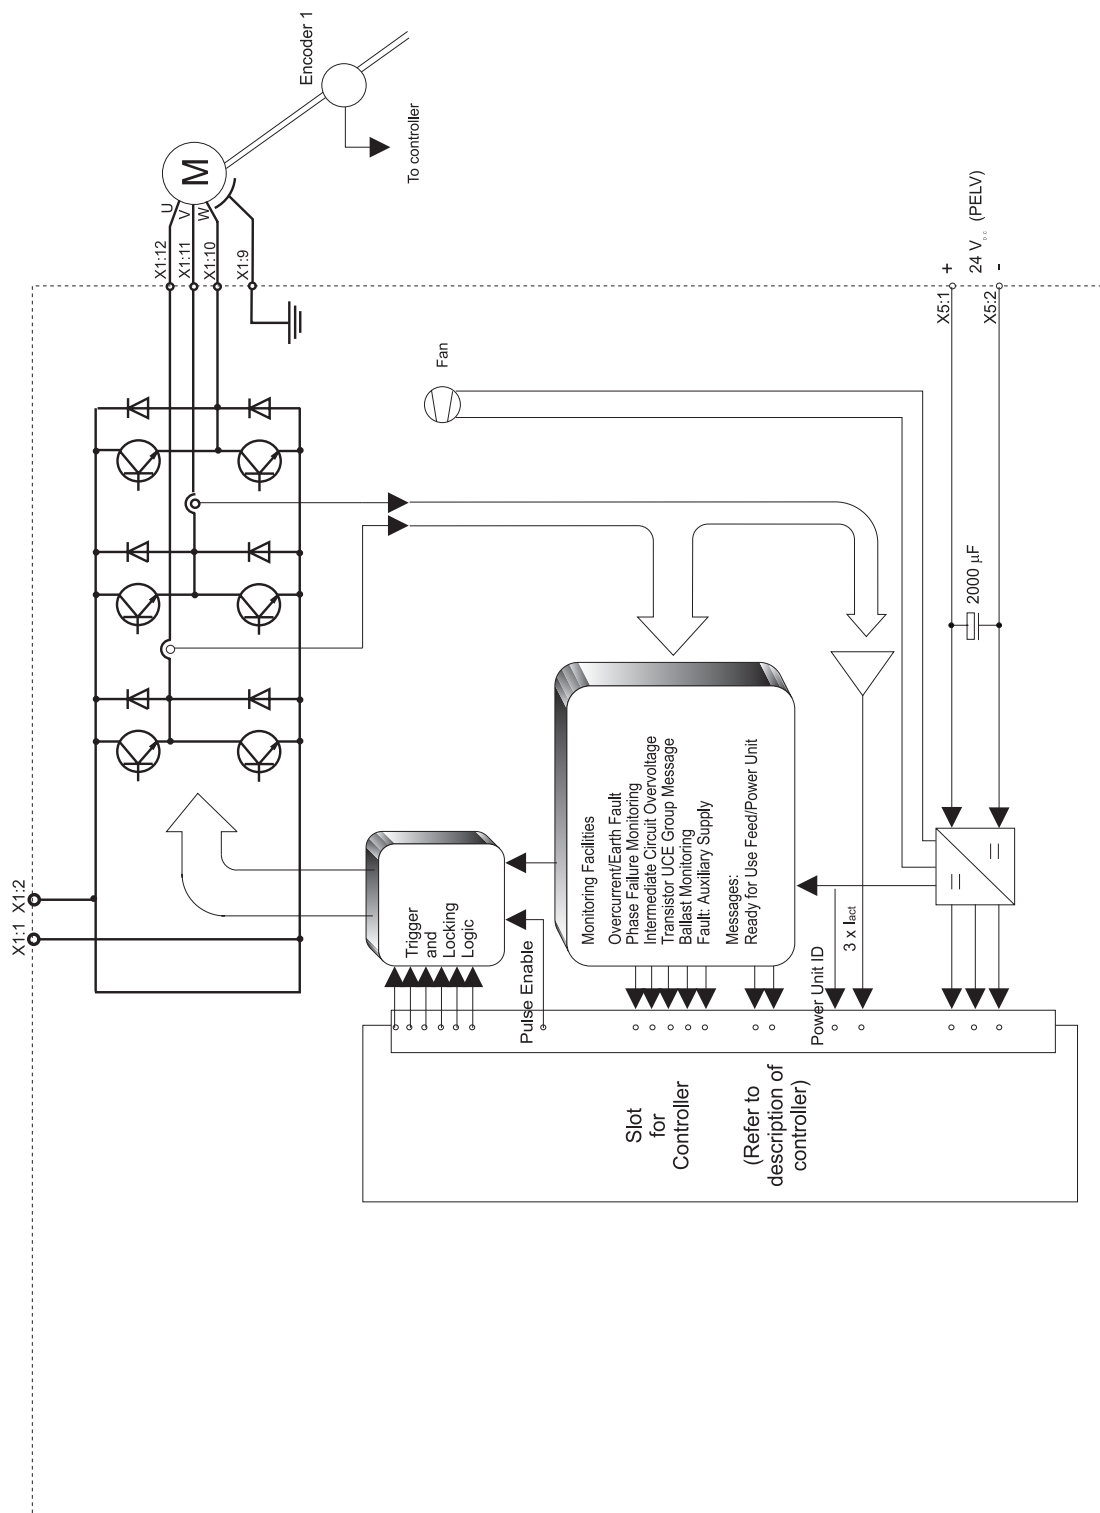 Encoder 1
To controller
M
U
V
W
X1:12
X1:11
X1:10
X1:9
X1:1 X1:2
Fan
24 V (PELV)
+
-
X5:1
X5:2
2000 µF
Trigger
and
Locking
Logic
Pulse Enable
Monitoring Facilities
Overcurrent/Earth Fault
Phase Failure Monitoring
Intermediate Circuit Overvoltage
Transistor UCE Group Message
Ballast Monitoring
Fault: Auxiliary Supply
Messages:
Ready for Use Feed/Power Unit
Power Unit ID
3 x Iact
Slot
for
Controller
(Refer to
description of
controller)